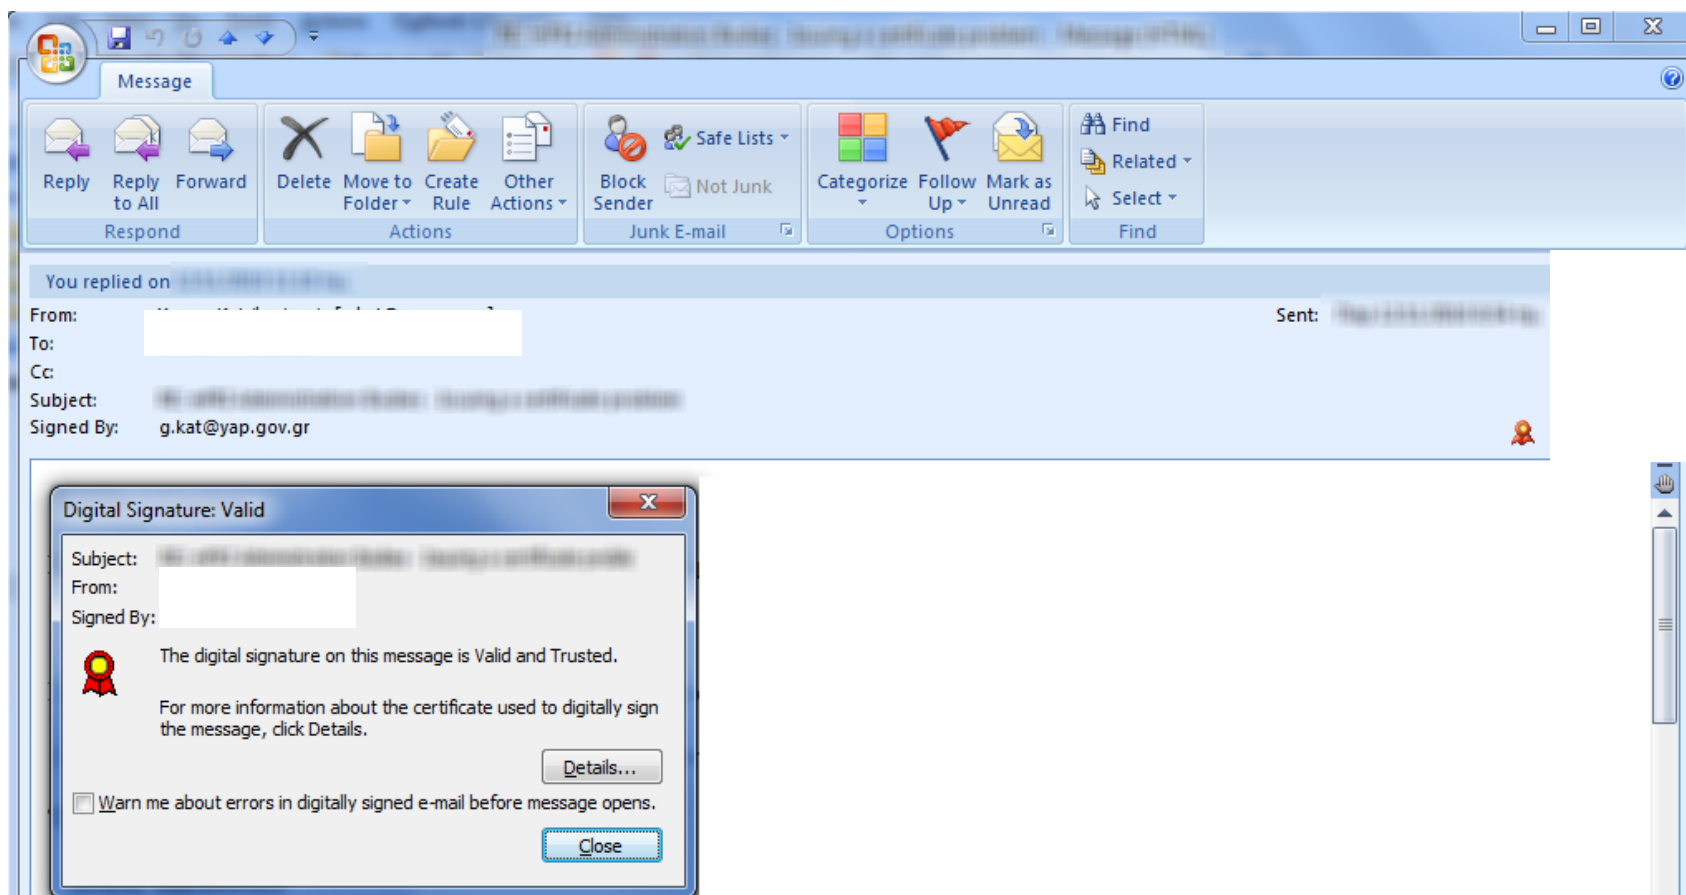 Message
Reply
Reply to All
Forward
Respond
Delete
Move to Folder
Create Rule
Other Actions
Actions
Block Sender
Safe Lists
Not Junk
Junk E-mail
Categorize
Follow Up
Mark as Unread
Options
Find
Related
Select
Find
You replied on
From:
Sent:
To:
Cc:
Subject:
Signed By: g.kat@yap.gov.gr
Digital Signature: Valid
Subject:
From:
Signed By:
The digital signature on this message is Valid and Trusted.
For more information about the certificate used to digitally sign
the message, click Details.
Details...
Warn me about errors in digitally signed e-mail before message opens.
Close